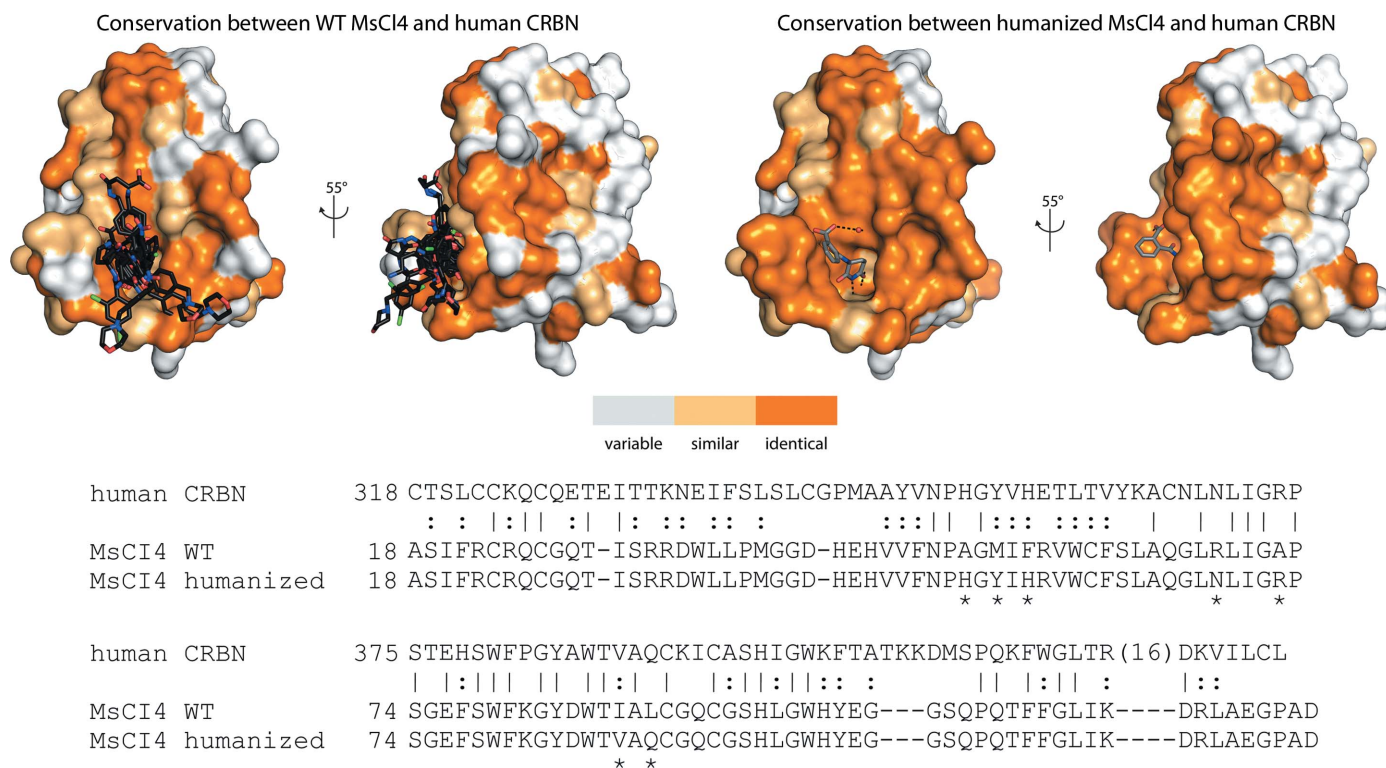 Conservation between WT MsCl4 and human CRBN
Conservation between humanized MsCl4 and human CRBN
55°
55°
variable similar identical
human CRBN 318 CTSLCCKQCQETEITTKNEIFSLSLCGPMAAYVNPHGYVHETLTVYKACNLNLIGRP
: : |:|| :| |: :: :: : :::|| |::: :::: | | ||| |
MsCI4 WT 18 ASIFRCRQCGQT-ISRRDWLLPMGGD-HEHVVFNPAGMIFRVWCFSLAQGLRLIGAP
MsCI4 humanized 18 ASIFRCRQCGQT-ISRRDWLLPMGGD-HEHVVFNPHGYIHRVWCFSLAQGLNLIGRP
* * * * *
human CRBN 375 STEHSWFPGYAWTVAQCKICASHIGWKFTATKKDMSPQKFWGLTR(16)DKVILCL
| |:|| || ||:| | |:||:||:: : || |:|| : |::
MsCI4 WT 74 SGEFSWFKGYDWTIALCGQCGSHLGWHYEG---GSQPQTFFGLIK----DRLAEGPAD
MsCI4 humanized 74 SGEFSWFKGYDWTVAQCGQCGSHLGWHYEG---GSQPQTFFGLIK----DRLAEGPAD
* *